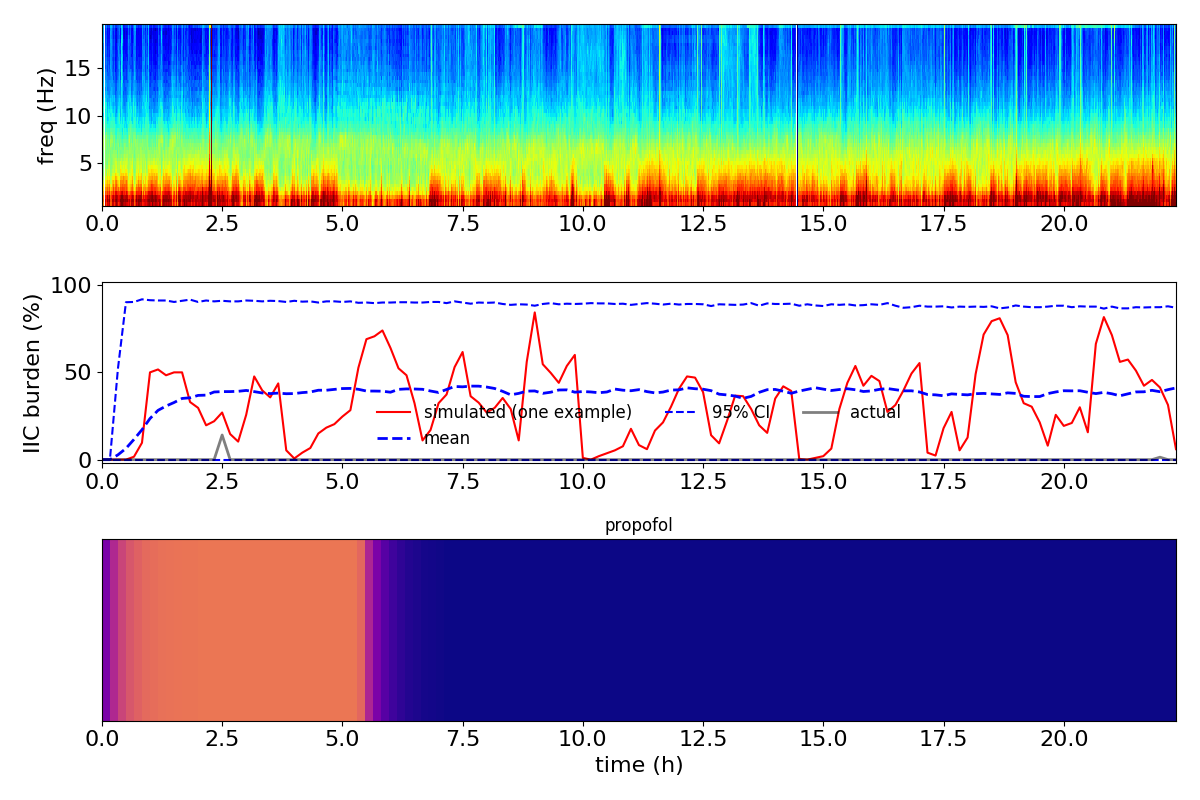 freq (Hz)
15
10
5
0.0 2.5 5.0 7.5 10.0 12.5 15.0 17.5 20.0
IIC burden (%)
100
50
0
simulated (one example) 95% CI actual
mean
0.0 2.5 5.0 7.5 10.0 12.5 15.0 17.5 20.0
propofol
0.0 2.5 5.0 7.5 10.0 12.5 15.0 17.5 20.0
time (h)